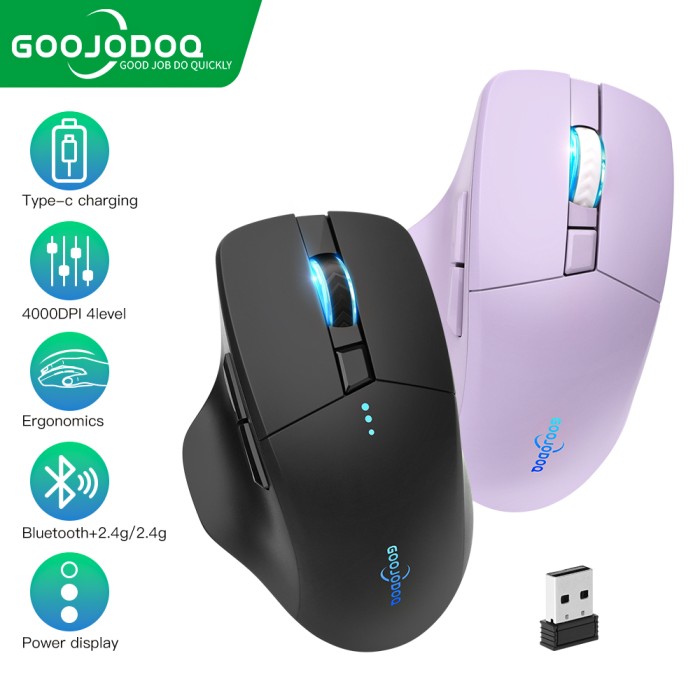 GOOJODOQ
GOOD JOB DO QUICKLY
Type-c charging
4000DPI 4level
Ergonomics
Bluetooth+2.4g/2.4g
Power display
GOOJODOQ
GOOJODOQ